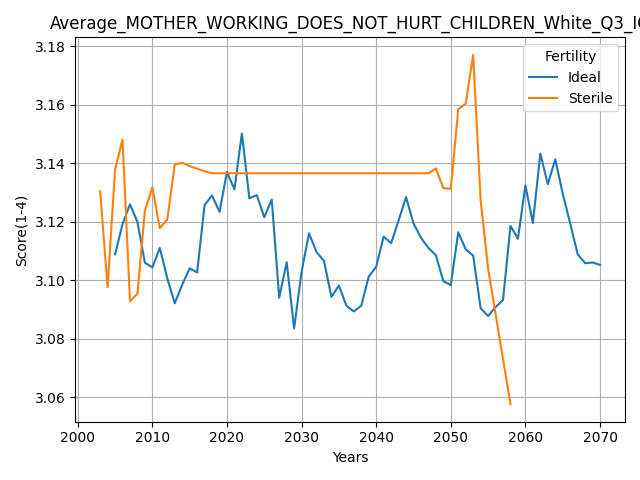 Average_MOTHER_WORKING_DOES_NOT_HURT_CHILDREN_White_Q3_
Fertility
Ideal
Sterile
Score(1-4)
3.18
3.16
3.14
3.12
3.10
3.08
3.06
2000 2010 2020 2030 2040 2050 2060 2070
Years